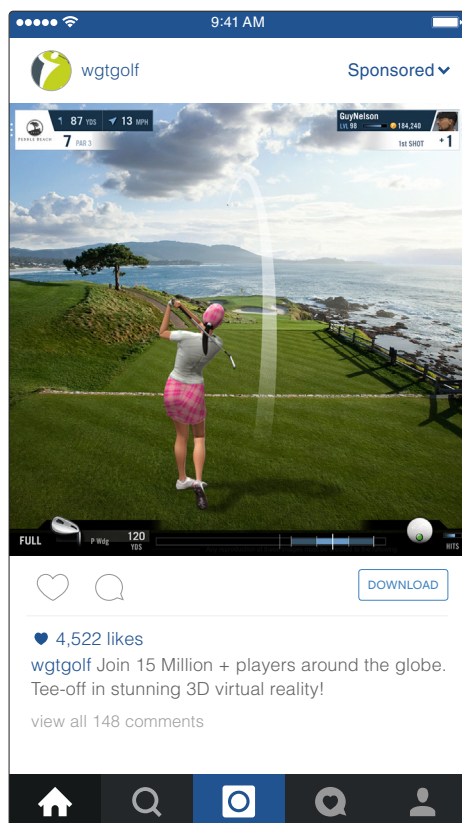 9:41 AM
wgtgolf
Sponsored
87 YDS 13 MPH
PEBBLE BEACH
7 PAR 3
GuyNelson
LVL 98 184,240
1st SHOT +1
FULL
P Wdg
120 YDS
HITS
DOWNLOAD
4,522 likes
wgtgolf Join 15 Million + players around the globe.
Tee-off in stunning 3D virtual reality!
view all 148 comments